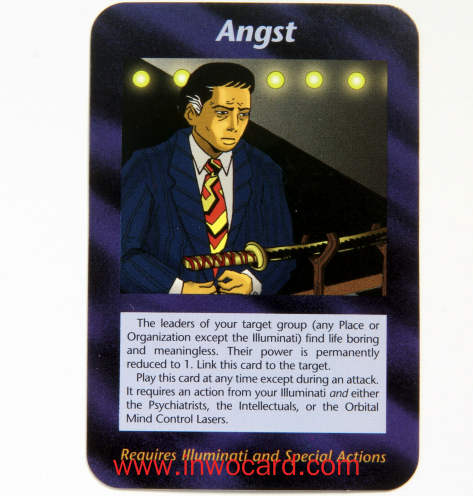 Angst
The leaders of your target group (any Place or
Organization except the Illuminati) find life boring
and meaningless. Their power is permanently
reduced to 1. Link this card to the target.
Play this card at any time except during an attack.
It requires an action from your Illuminati and either
the Psychiatrists, the Intellectuals, or the Orbital
Mind Control Lasers.
Requires Illuminati and Special Actions
www.inwocard.com